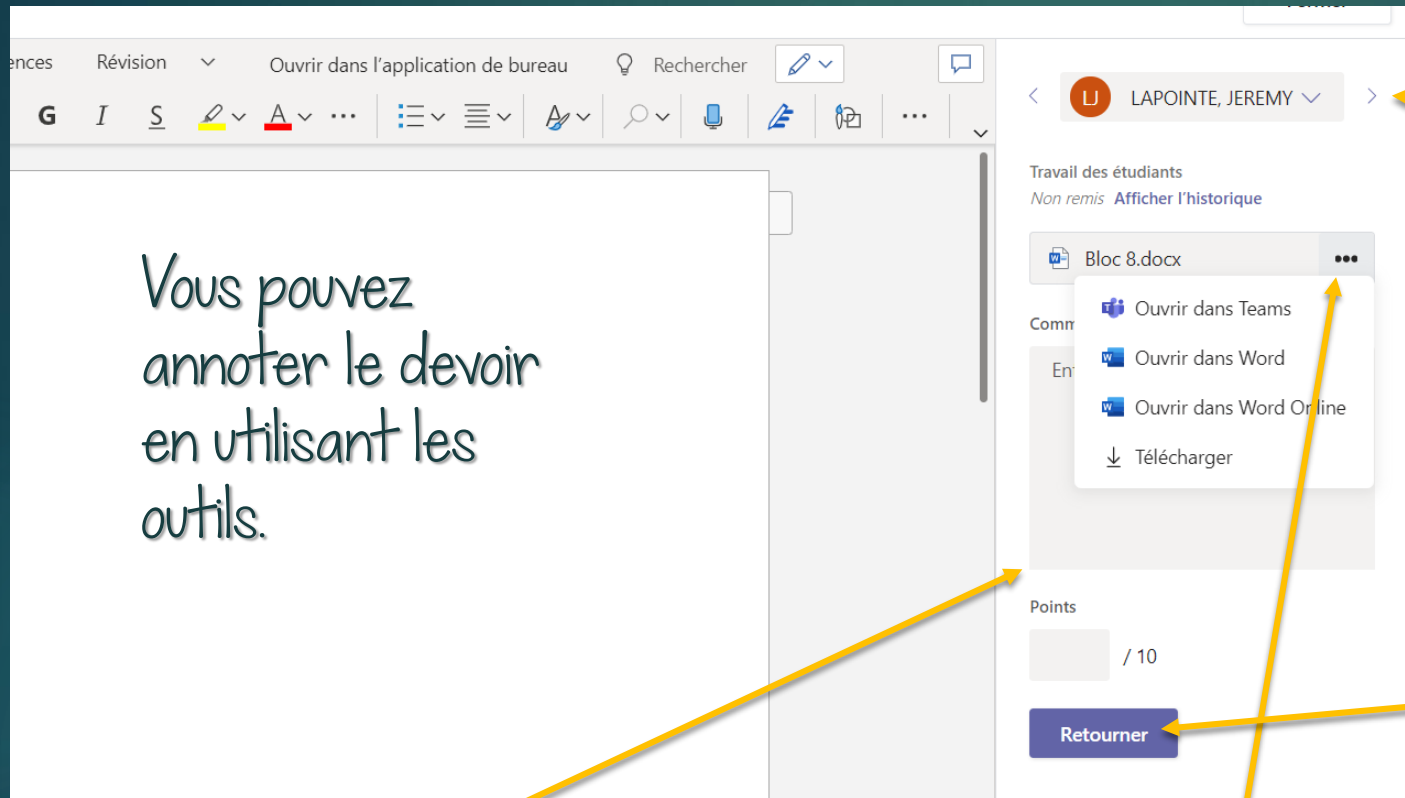 ences Révision Ouvrir dans l'application de bureau Rechercher
G I S A
LJ LAPOINTE, JEREMY
Travail des étudiants
Non remis Afficher l'historique
Bloc 8.docx
Ouvrir dans Teams
Ouvrir dans Word
Ouvrir dans Word Online
Télécharger
Points
/ 10
Retourner
Vous pouvez
annoter le devoir
en utilisant les
outils.